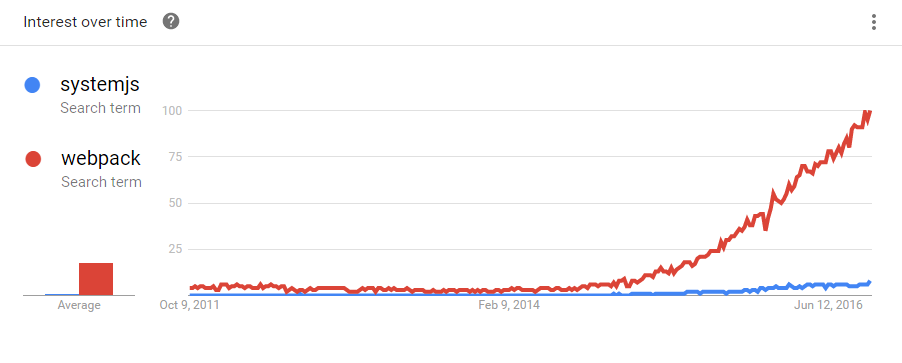 Interest over time ?
systemjs
Search term
webpack
Search term
100
75
50
25
Average
Oct 9, 2011
Feb 9, 2014
Jun 12, 2016